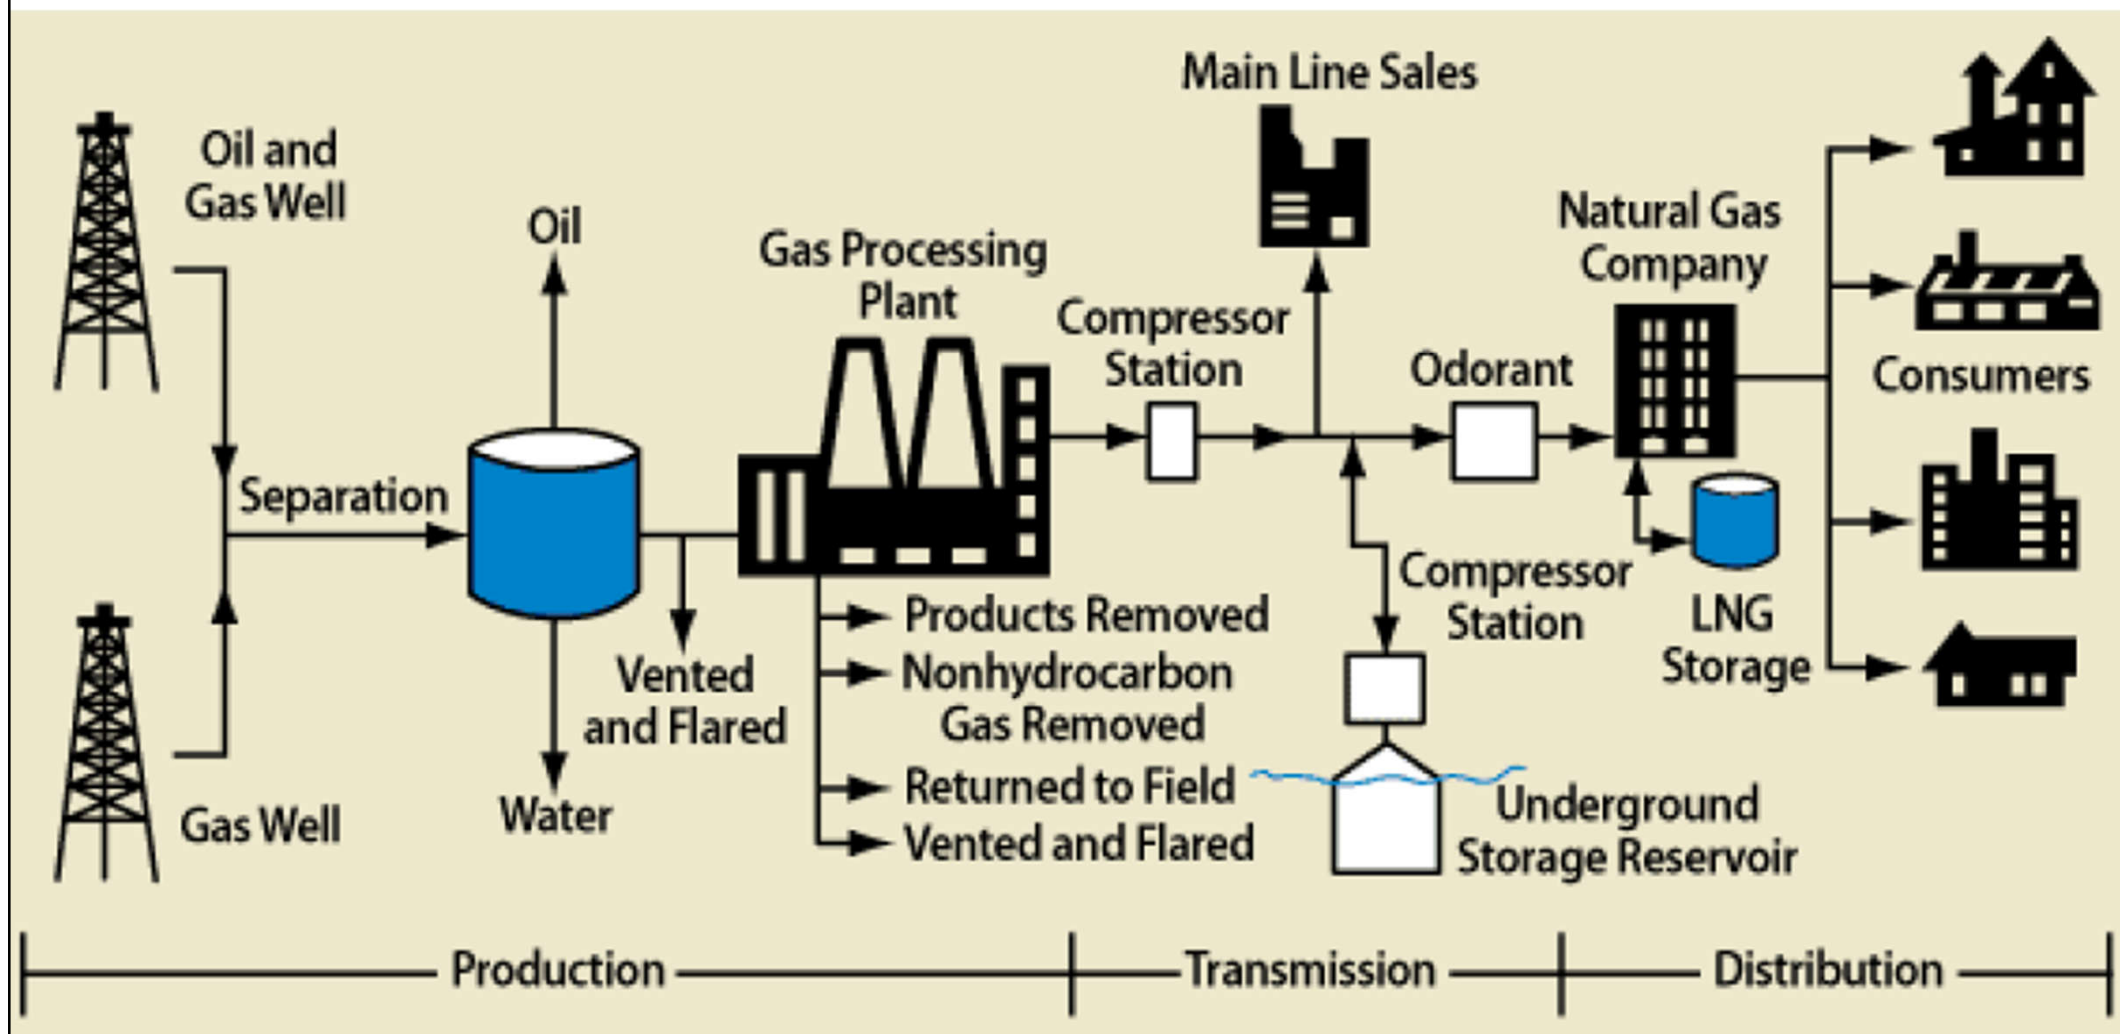 Main Line Sales
Oil and
Gas Well
Oil
Gas Processing
Plant
Compressor
Station
Odorant
Natural Gas
Company
Consumers
Separation
Vented
and Flared
Water
Gas Well
Products Removed
Nonhydrocarbon
Gas Removed
Returned to Field
Vented and Flared
Compressor
Station
LNG
Storage
Underground
Storage Reservoir
Production
Transmission
Distribution